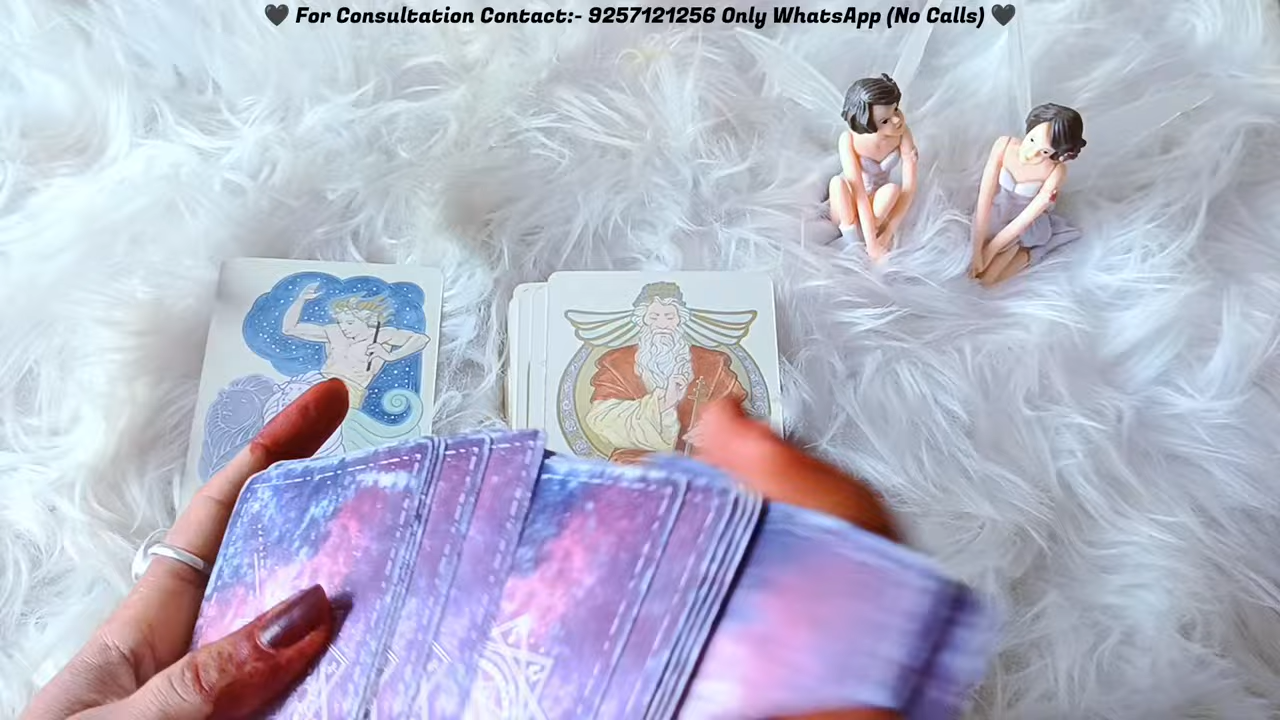 🖤 For Consultation Contact:- 9257121256 Only WhatsApp (No Calls) 🖤